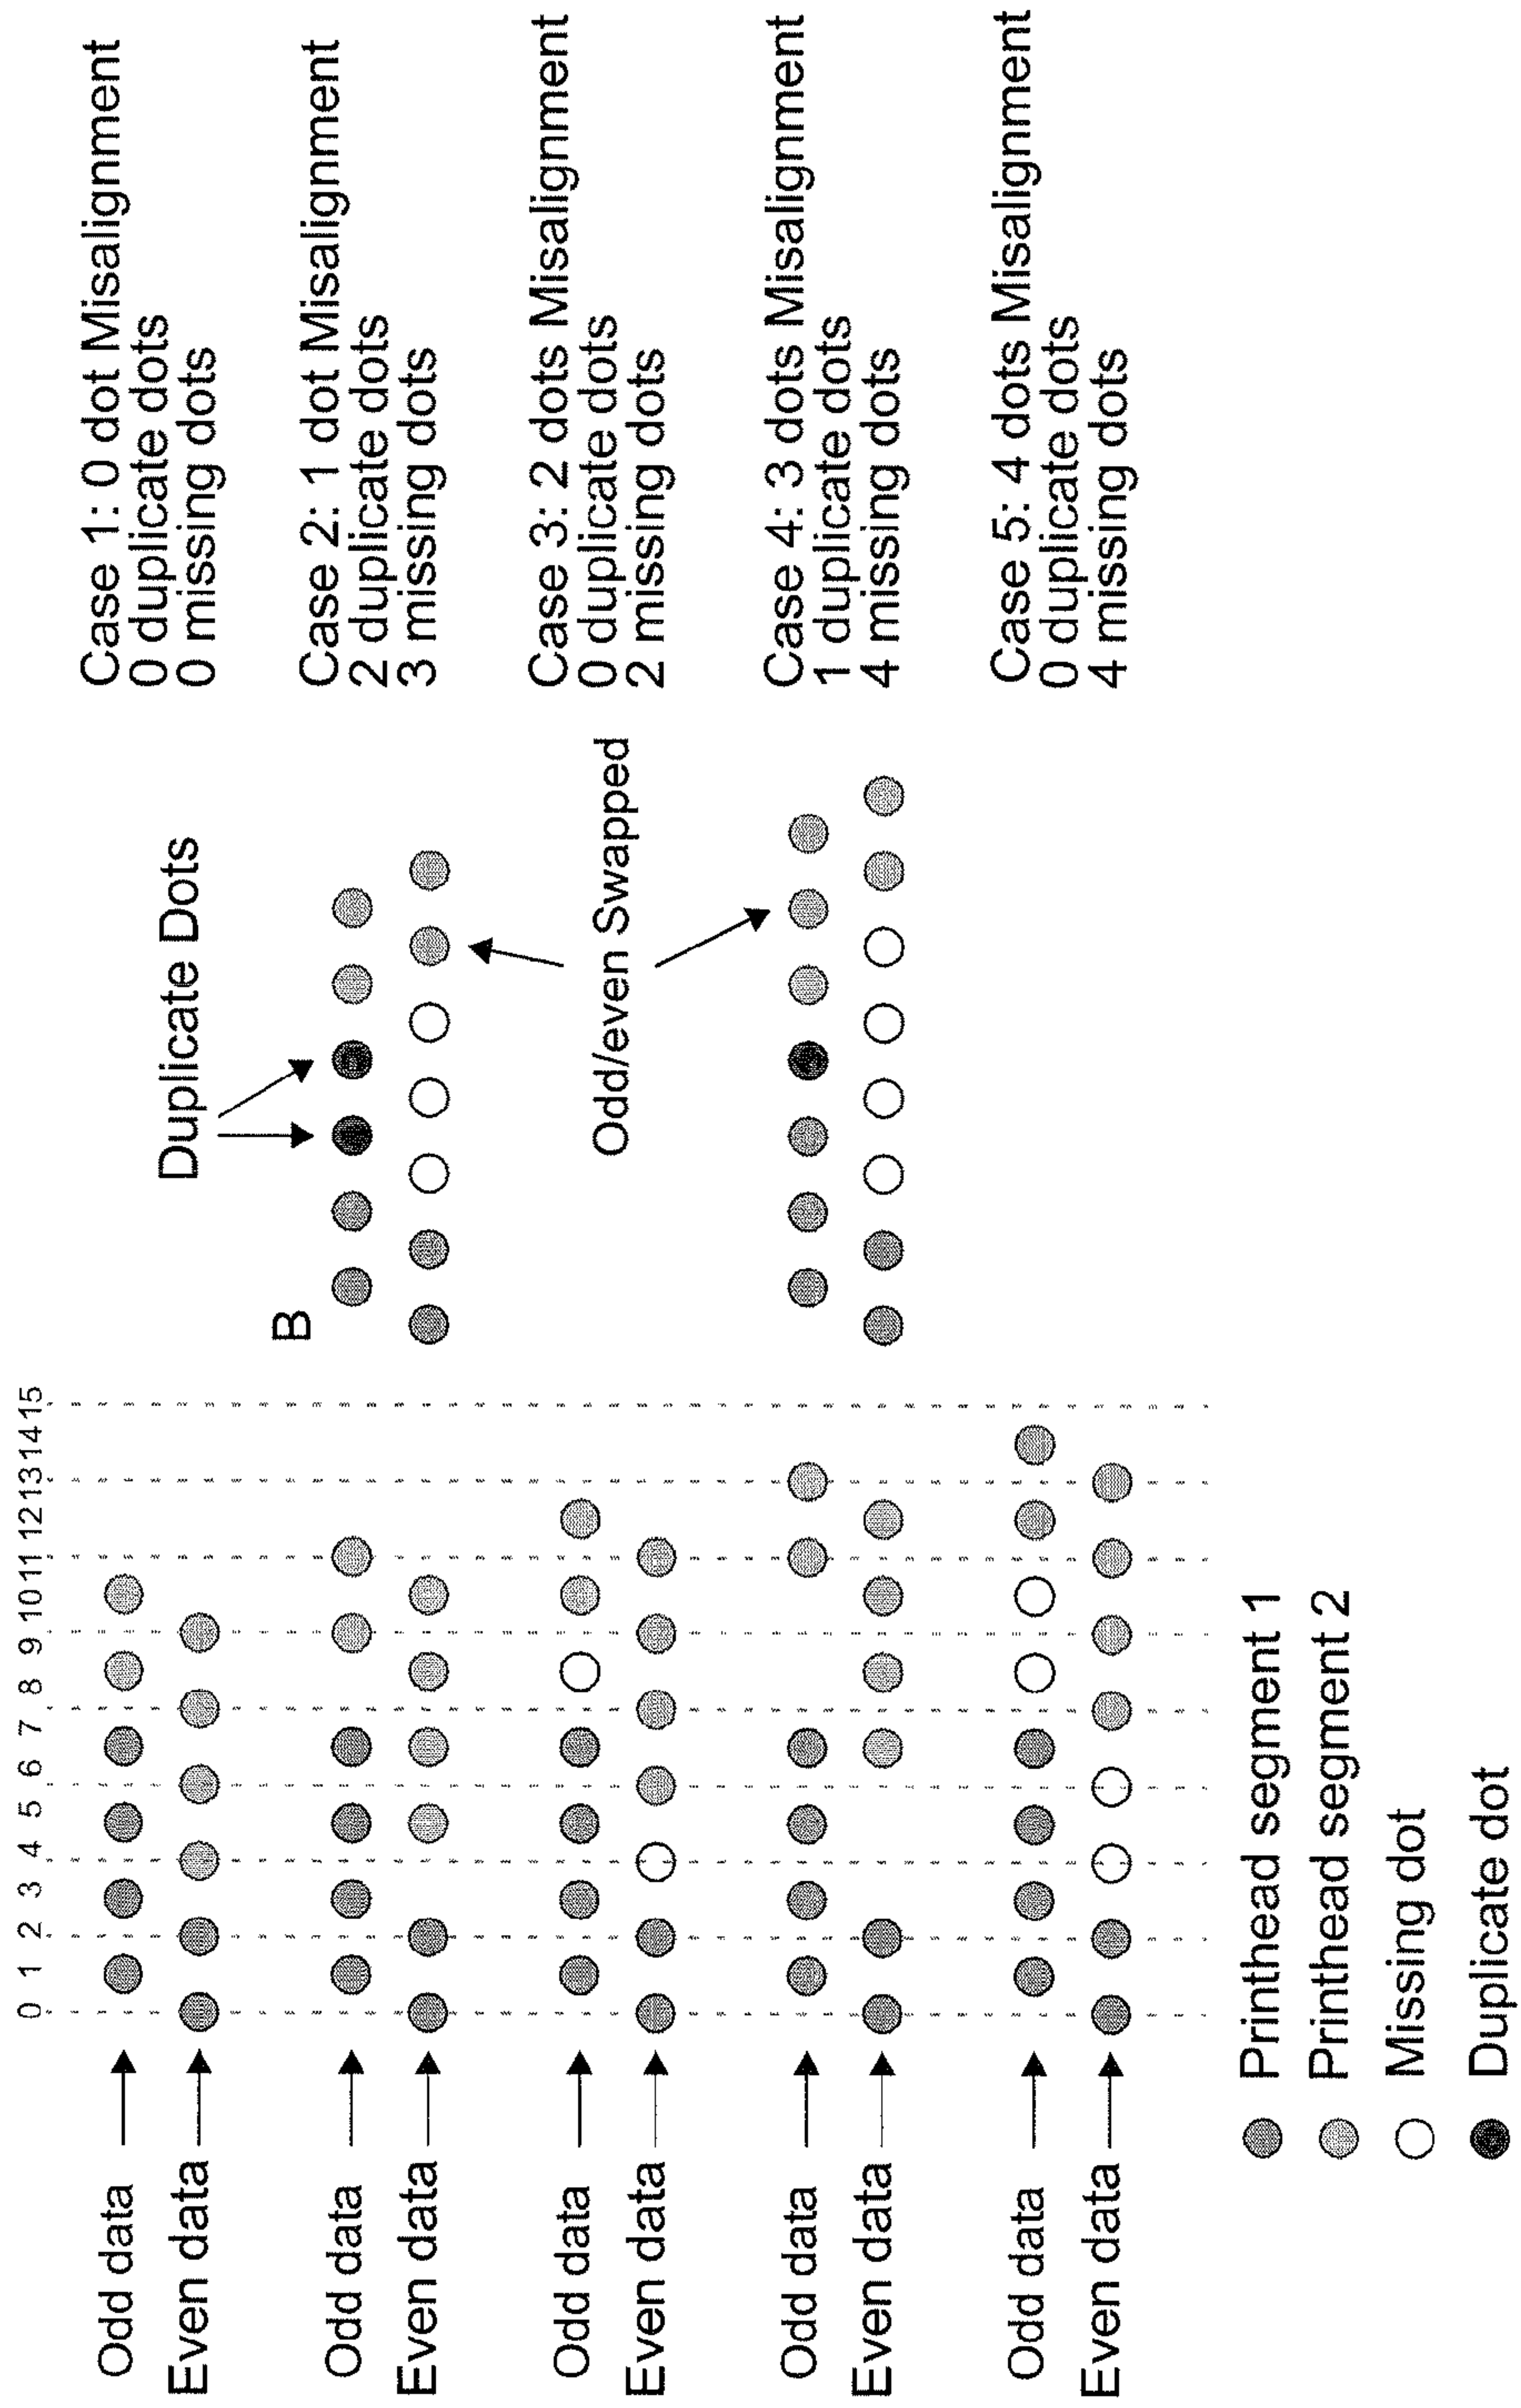 0 1 2 3 4 5 6 7 8 9 10 11 12 13 14 15
Odd data
Even data
Case 1: 0 dot Misalignment
0 duplicate dots
0 missing dots
Duplicate Dots
B
Odd data
Even data
Case 2: 1 dot Misalignment
2 duplicate dots
3 missing dots
Odd data
Even data
Odd/even Swapped
Case 3: 2 dots Misalignment
0 duplicate dots
2 missing dots
Odd data
Even data
Case 4: 3 dots Misalignment
1 duplicate dots
4 missing dots
Odd data
Even data
Case 5: 4 dots Misalignment
0 duplicate dots
4 missing dots
Printhead segment 1
Printhead segment 2
Missing dot
Duplicate dot